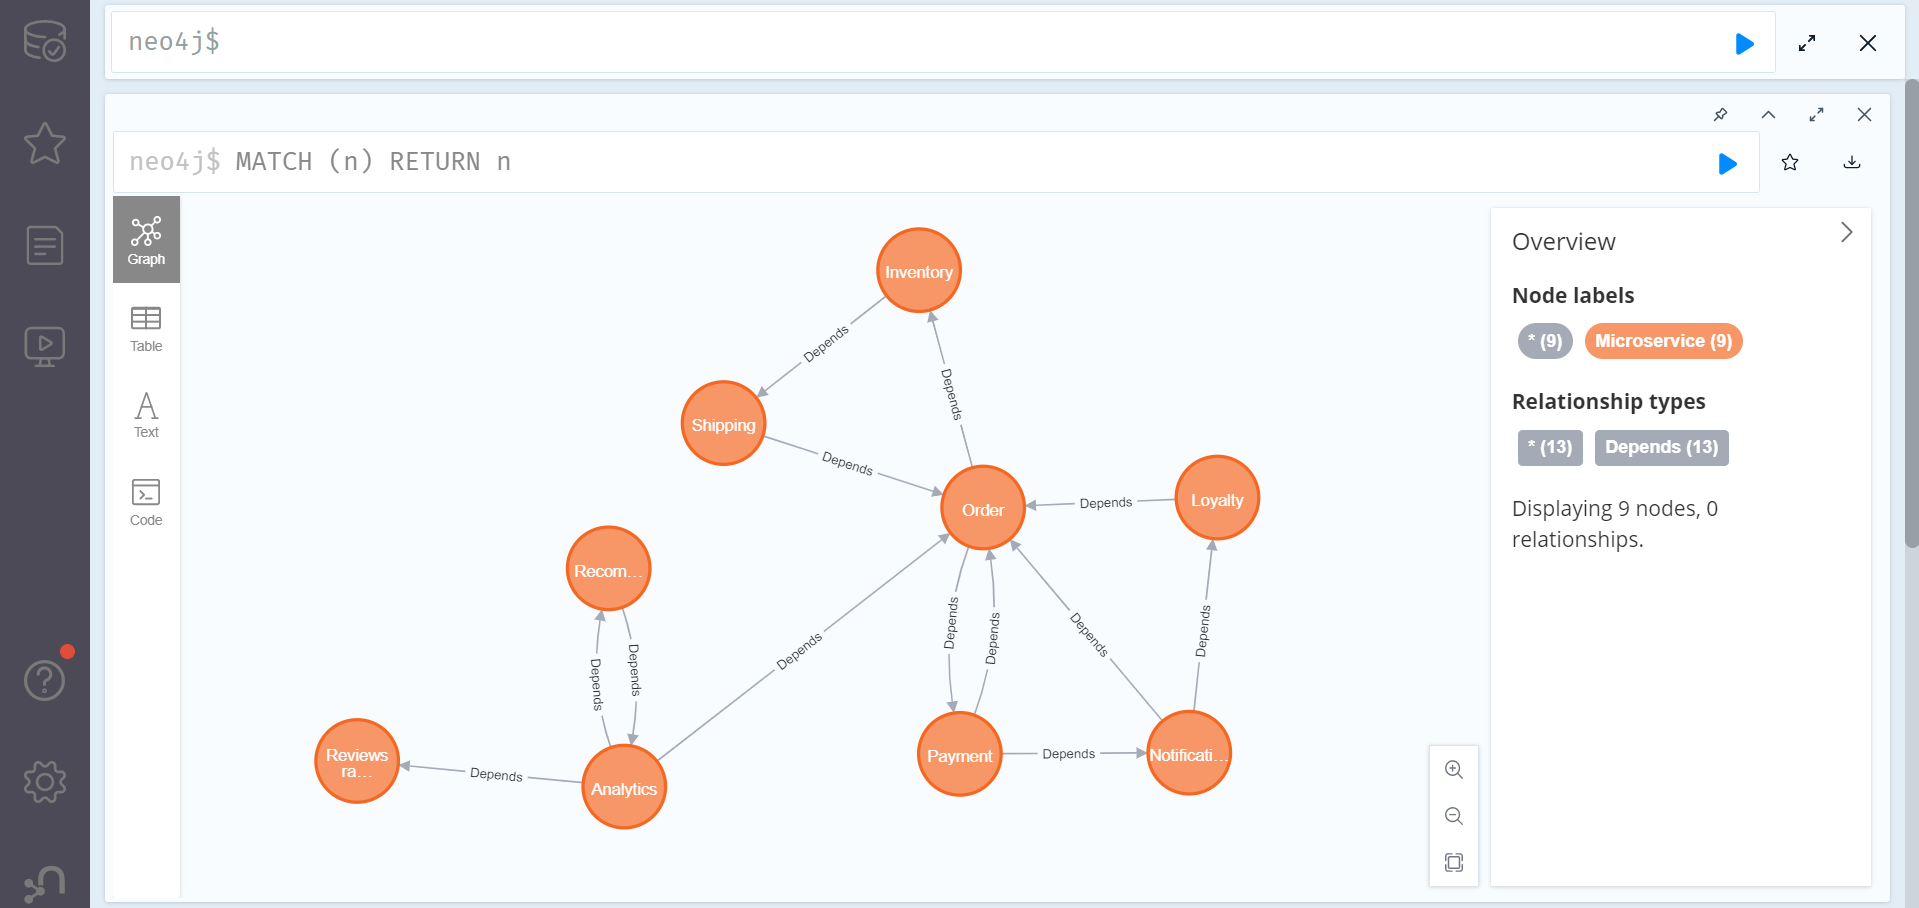 neo4j$
neo4j$ MATCH (n) RETURN n
Graph
Table
Text
Code
Inventory
Depends
Depends
Shipping
Depends
Order
Depends
Loyalty
Recom...
Depends
Depends
Depends
Depends
Depends
Depends
Depends
Reviews
ra...
Depends
Analytics
Payment
Depends
Notificati...
Overview
Node labels
* (9)
Microservice (9)
Relationship types
* (13)
Depends (13)
Displaying 9 nodes, 0
relationships.